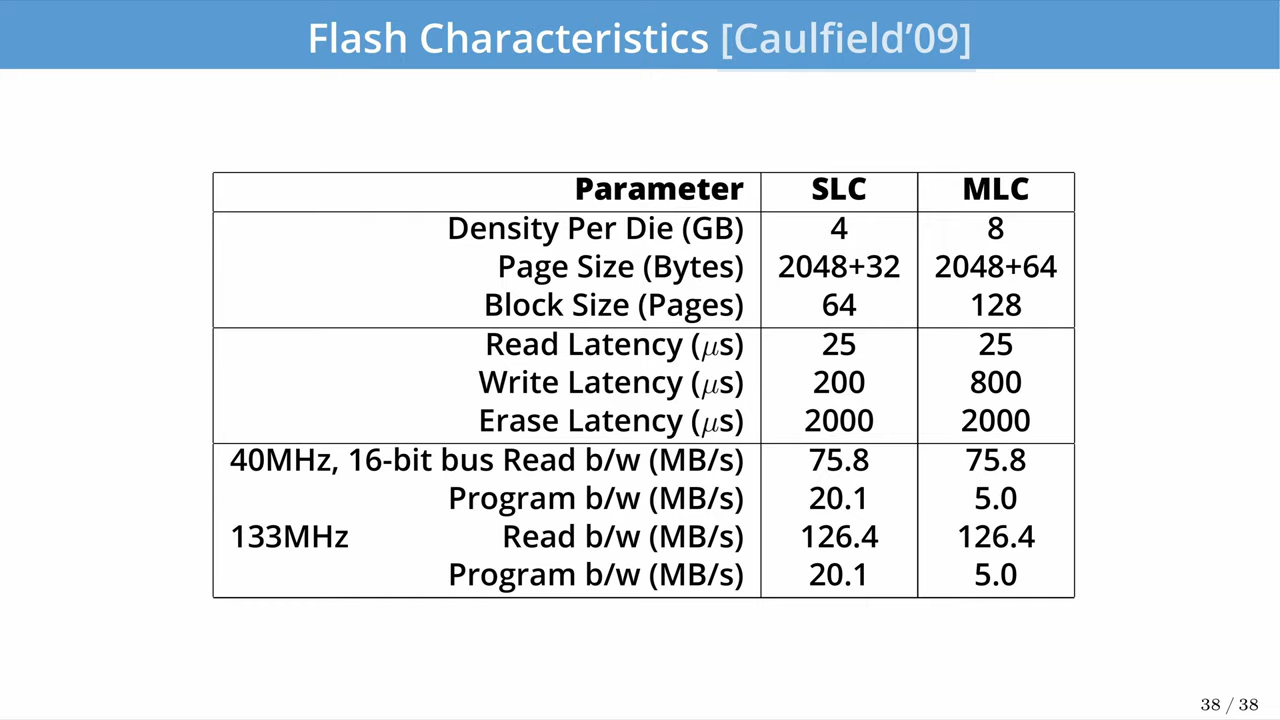 Flash Characteristics [Caulfield’09]
Parameter SLC MLC
Density Per Die (GB) 4 8
Page Size (Bytes) 2048+32 2048+64
Block Size (Pages) 64 128
Read Latency (μs) 25 25
Write Latency (μs) 200 800
Erase Latency (μs) 2000 2000
40MHz, 16-bit bus Read b/w (MB/s) 75.8 75.8
Program b/w (MB/s) 20.1 5.0
133MHz Read b/w (MB/s) 126.4 126.4
Program b/w (MB/s) 20.1 5.0
38 / 38